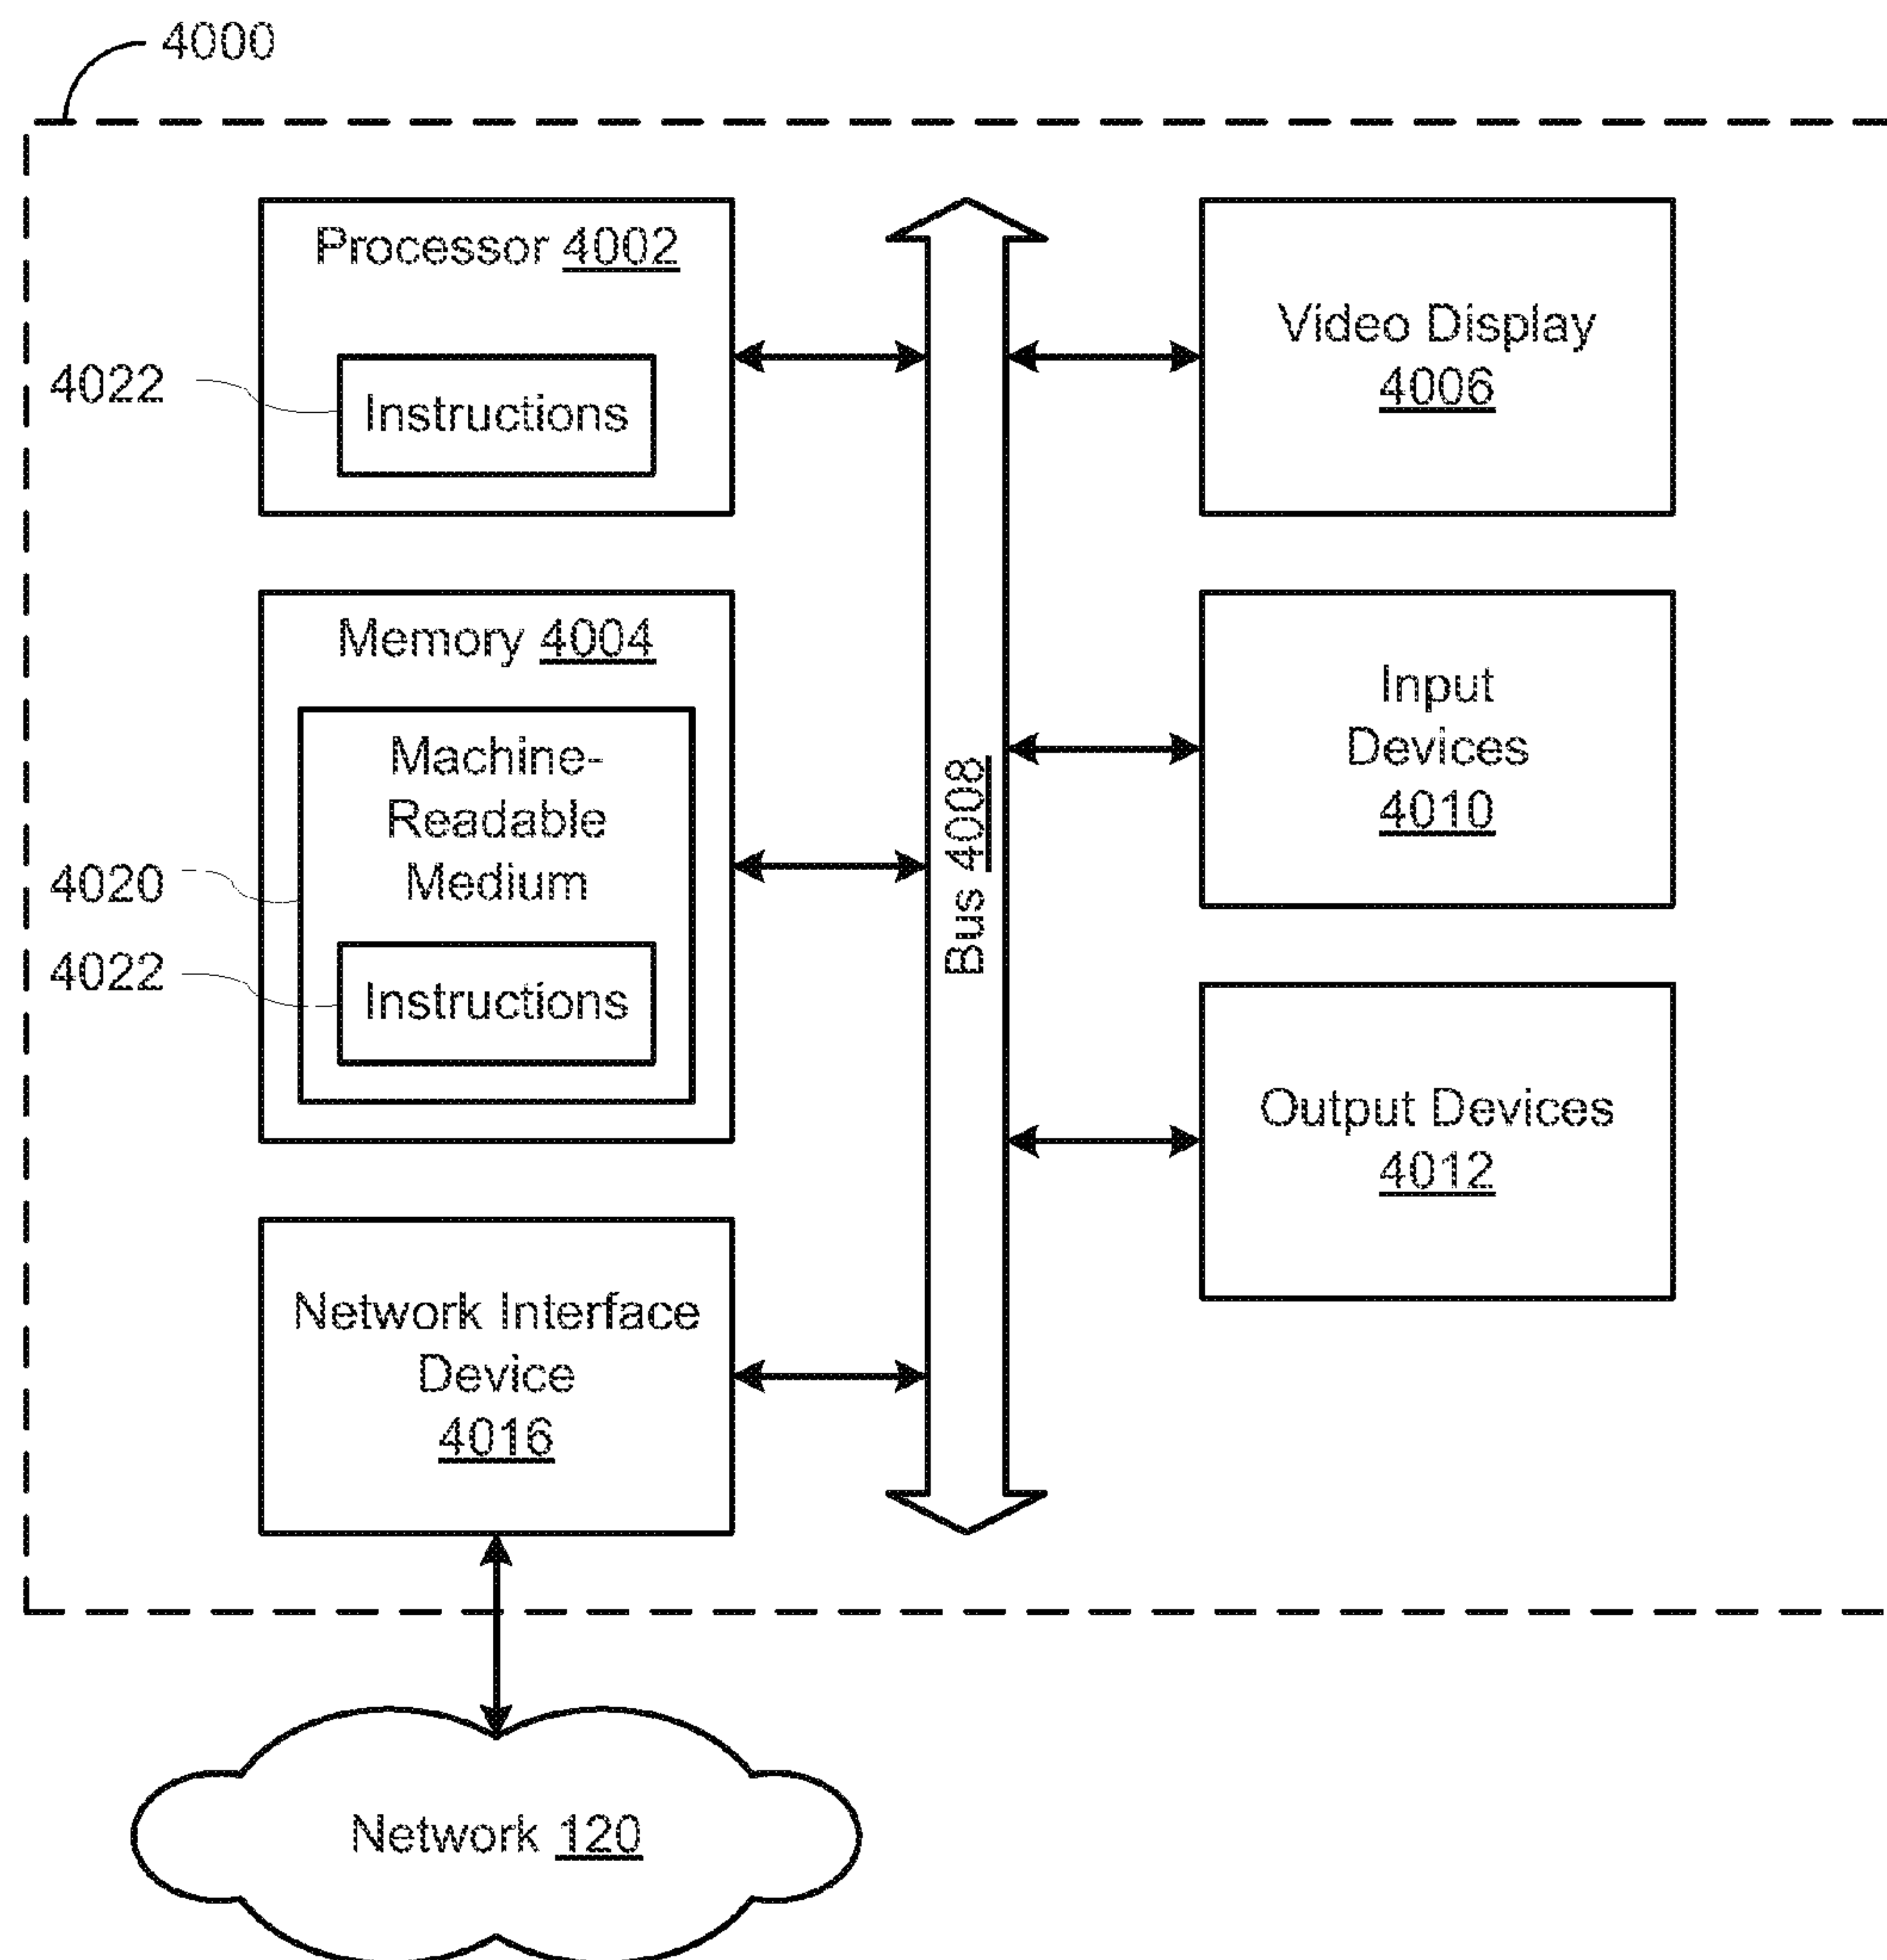 4000
Processor 4002
4022
Instructions
Memory 4004
Machine-
Readable
Medium
4020
4022
Instructions
Network Interface
Device
4016
Bus 4008
Video Display
4006
Input
Devices
4010
Output Devices
4012
Network 120